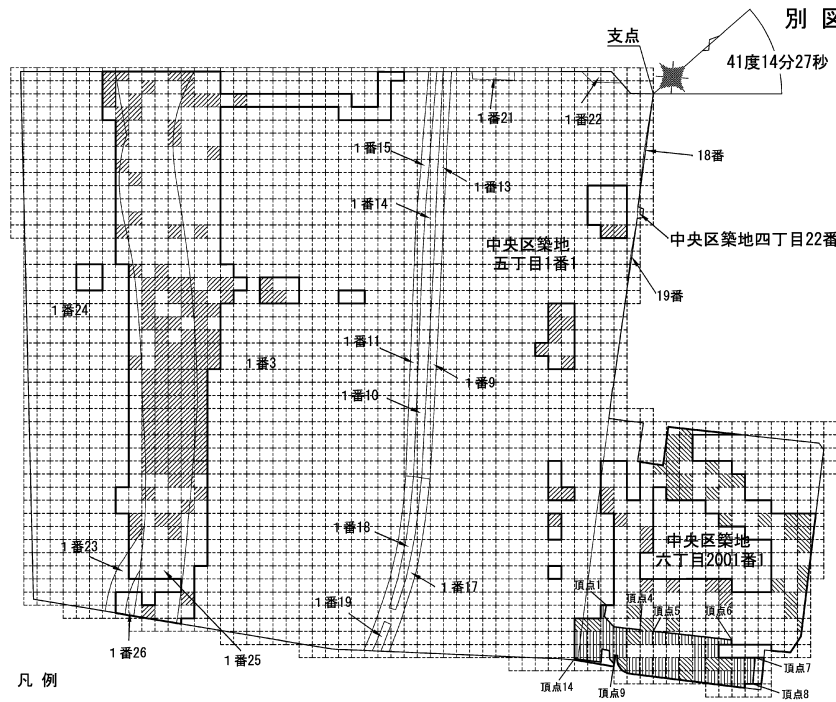 別 図
支点
41度14分27秒
1番21
1番22
1番15
18番
1番13
1番14
中央区築地四丁目22番
中央区築地
五丁目1番1
19番
1番24
1番11
1番3
1番9
1番10
1番18
中央区築地
六丁目2001番1
1番23
1番17
頂点1
頂点4
頂点5
頂点6
1番19
1番26
1番25
頂点7
頂点14
頂点9
頂点8
凡 例